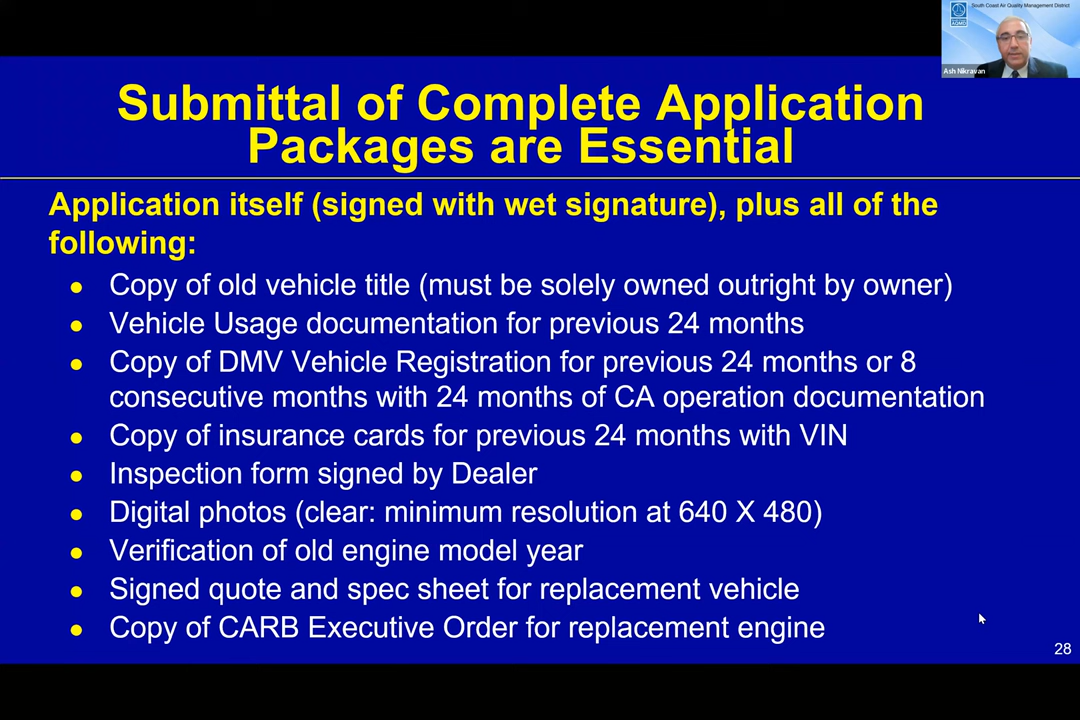 South Coast Air Quality Management District
AQMD
Ash Nikravan
Submittal of Complete Application
Packages are Essential
Application itself (signed with wet signature), plus all of the
following:
● Copy of old vehicle title (must be solely owned outright by owner)
● Vehicle Usage documentation for previous 24 months
● Copy of DMV Vehicle Registration for previous 24 months or 8
consecutive months with 24 months of CA operation documentation
● Copy of insurance cards for previous 24 months with VIN
● Inspection form signed by Dealer
● Digital photos (clear: minimum resolution at 640 X 480)
● Verification of old engine model year
● Signed quote and spec sheet for replacement vehicle
● Copy of CARB Executive Order for replacement engine
28